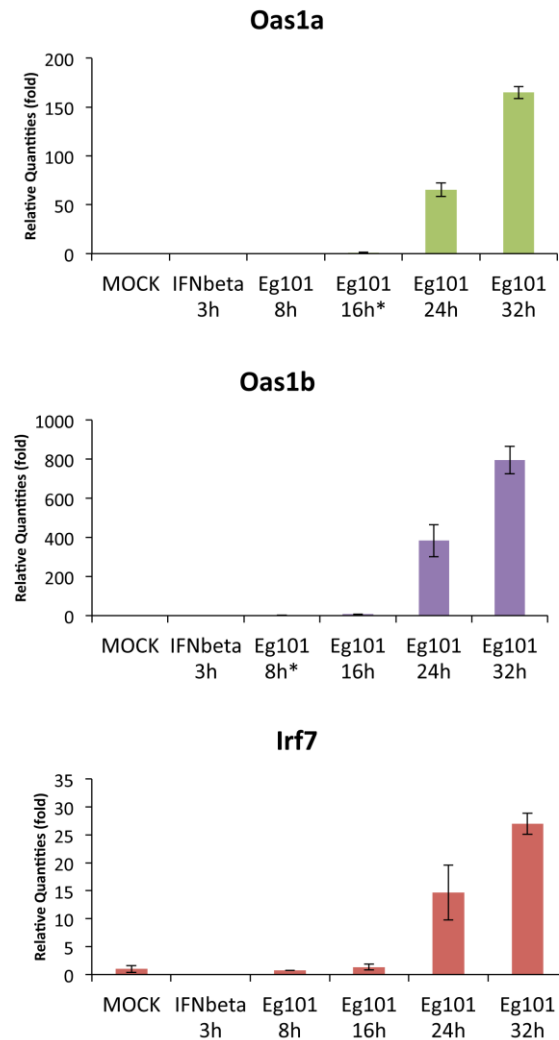 Oas1a
Relative Quantities (fold)
200
150
100
50
0
MOCK IFNbeta Eg101 Eg101 Eg101 Eg101
3h 8h 16h* 24h 32h
Oas1b
Relative Quantities (fold)
1000
800
600
400
200
0
MOCK IFNbeta Eg101 Eg101 Eg101 Eg101
3h 8h* 16h 24h 32h
Irf7
Relative Quantities (fold)
35
30
25
20
15
10
5
0
MOCK IFNbeta Eg101 Eg101 Eg101 Eg101
3h 8h 16h 24h 32h